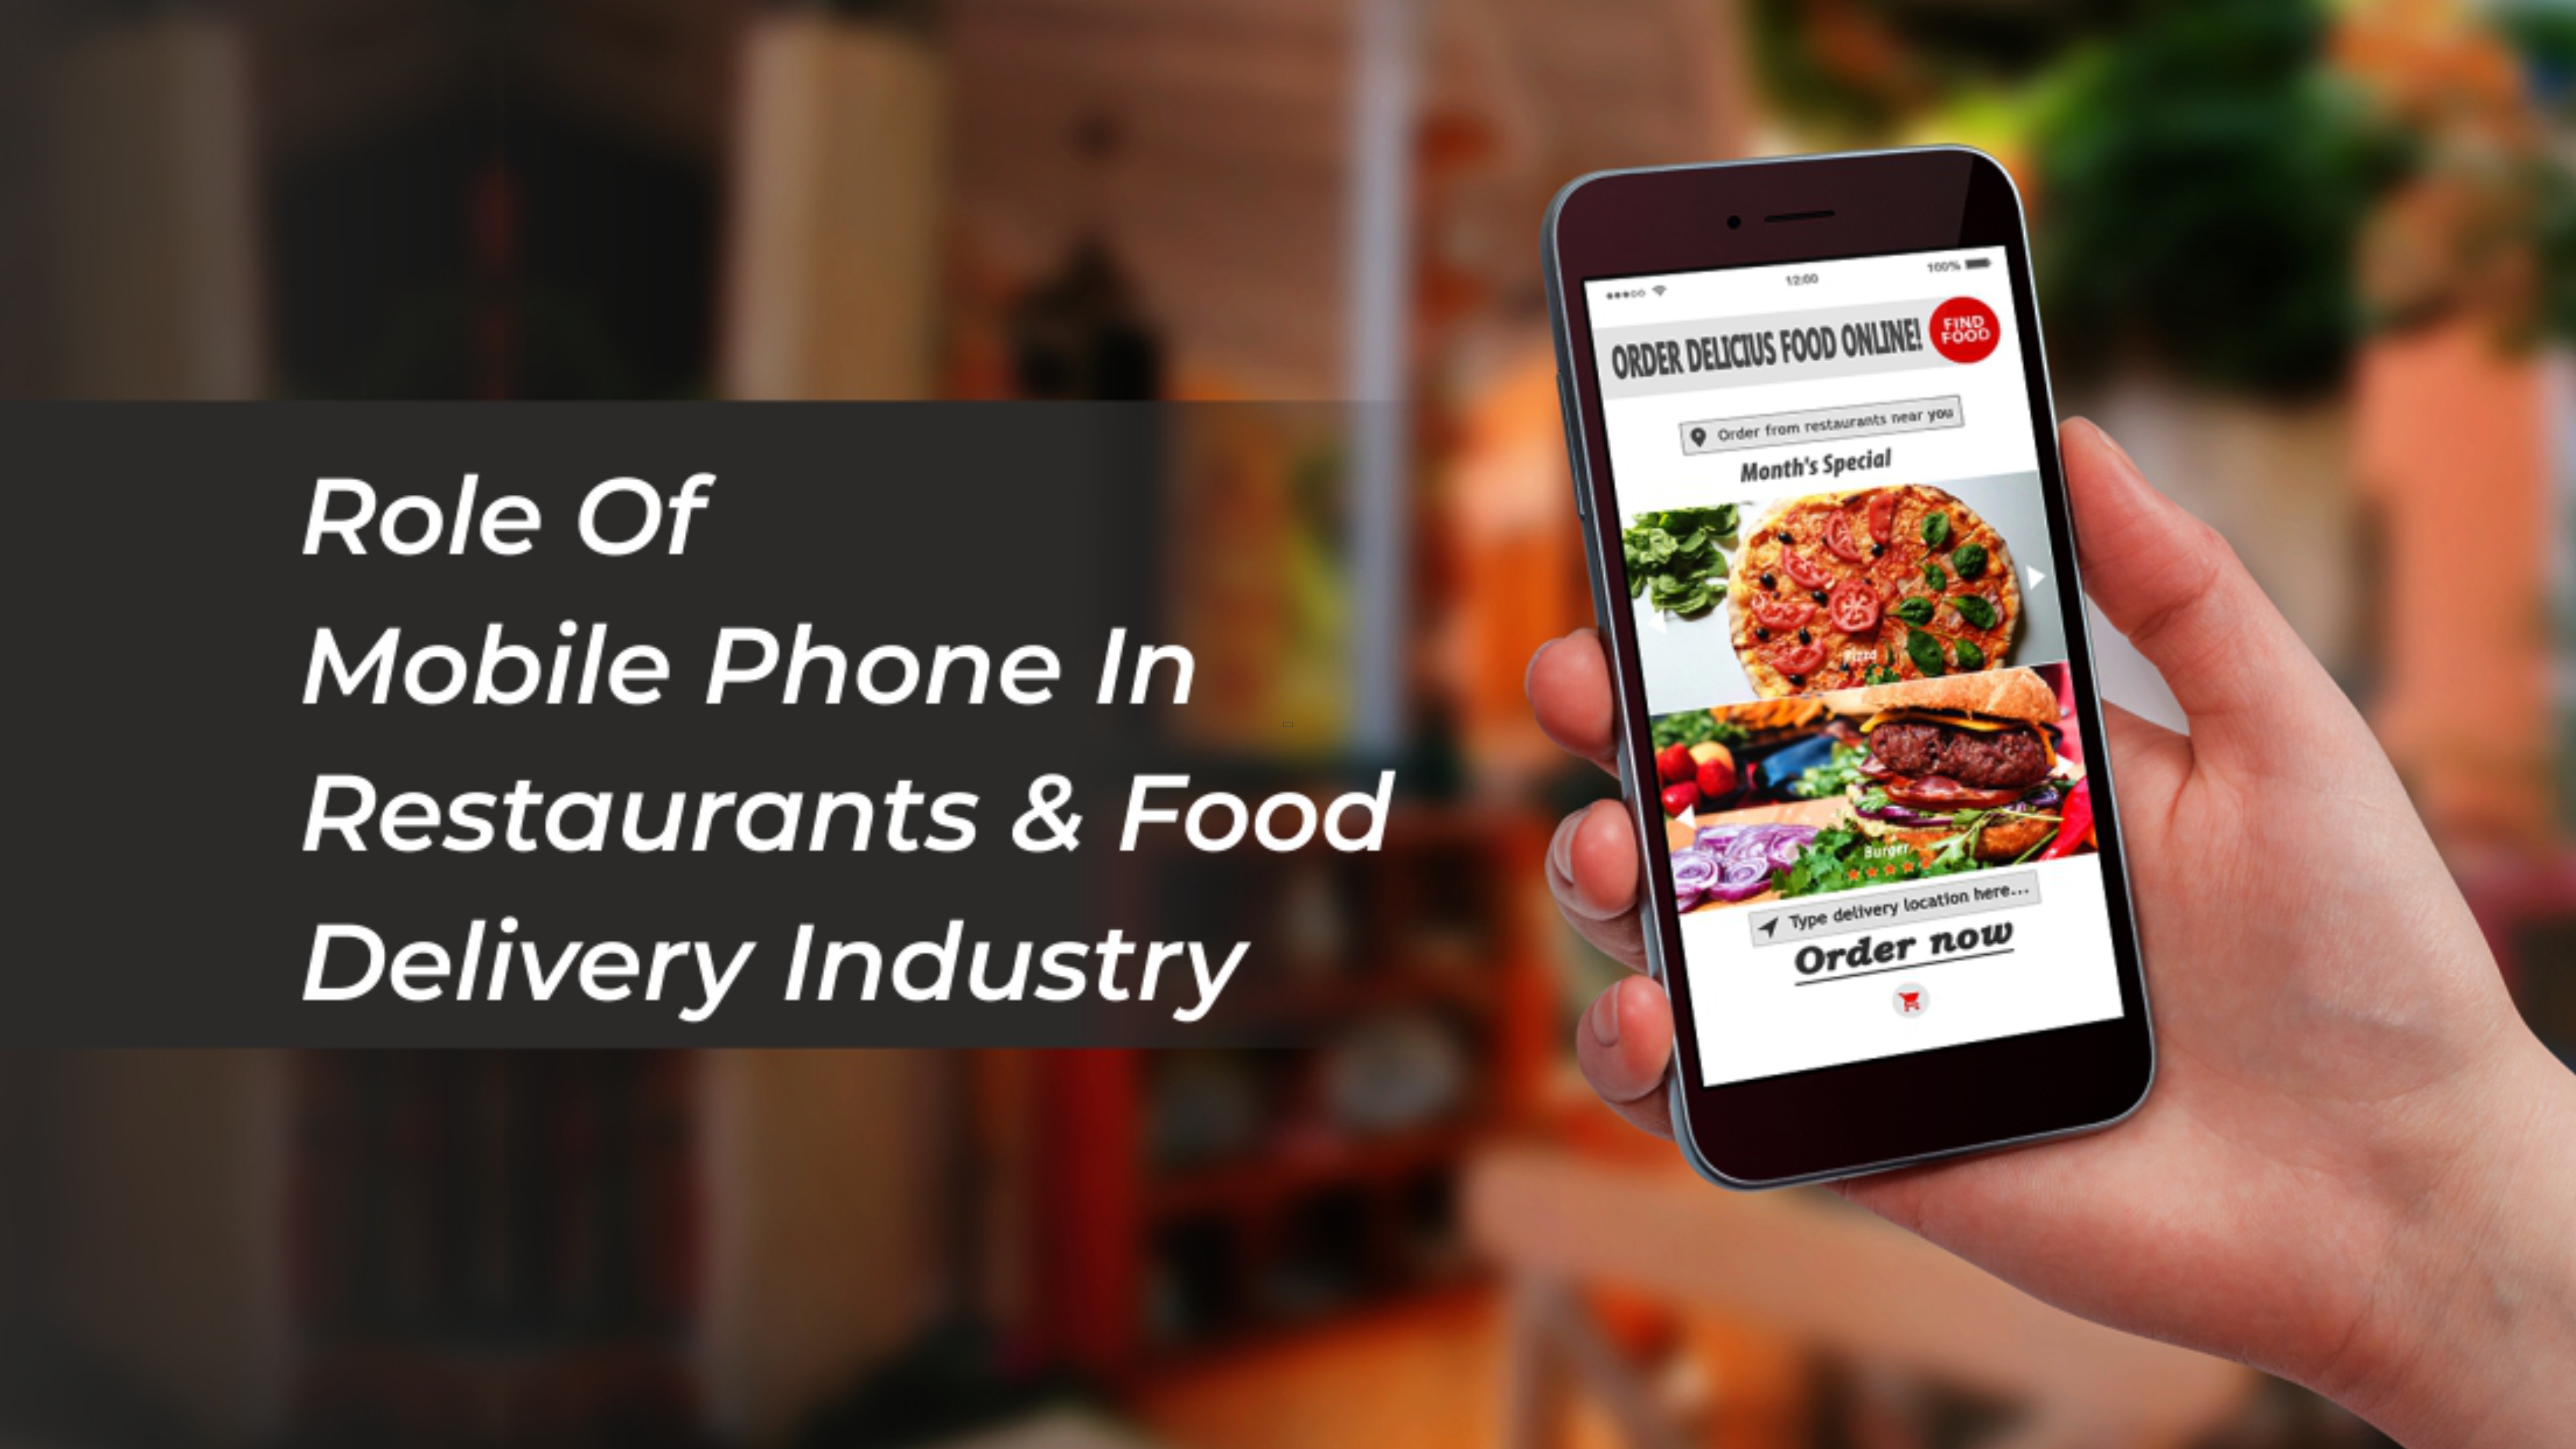 Role Of
Mobile Phone In
Restaurants & Food
Delivery Industry
12:00
100%
ORDER DELICIUS FOOD ONLINE!
FIND
FOOD
Order from restaurants near you
Month's Special
Pizza
Burger
Type delivery location here...
Order now